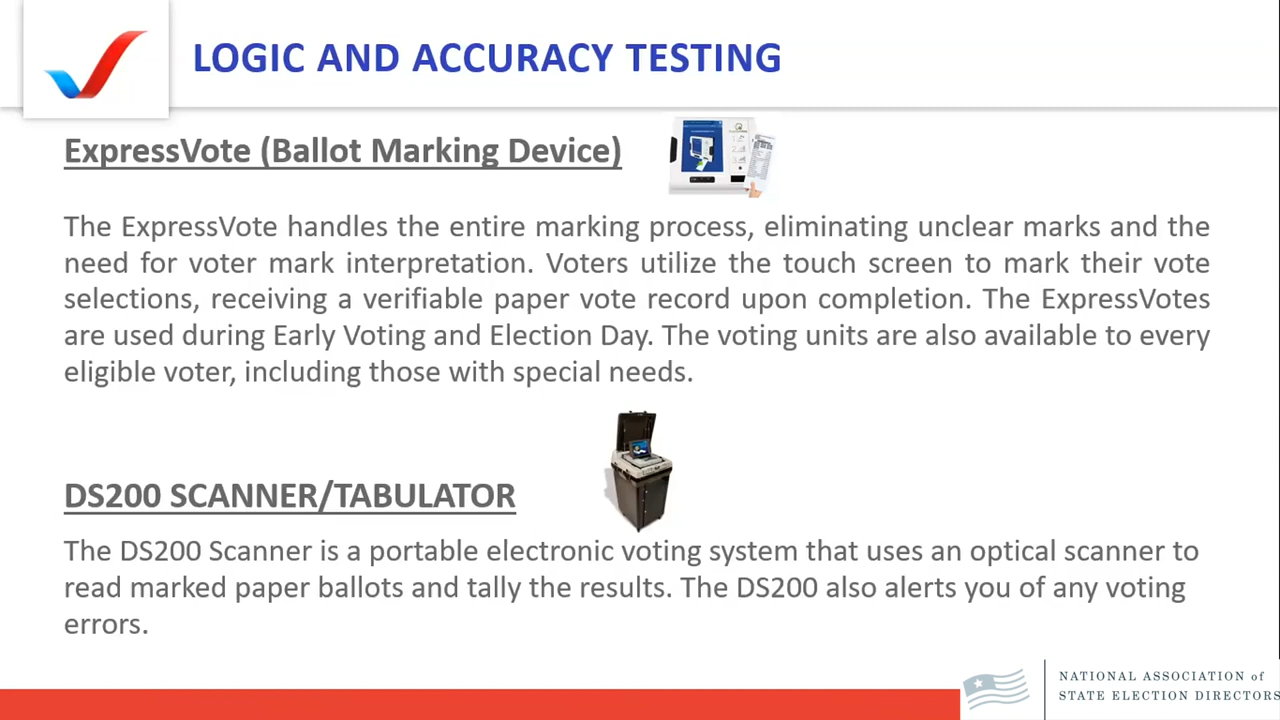 LOGIC AND ACCURACY TESTING
ExpressVote (Ballot Marking Device)
The ExpressVote handles the entire marking process, eliminating unclear marks and the
need for voter mark interpretation. Voters utilize the touch screen to mark their vote
selections, receiving a verifiable paper vote record upon completion. The ExpressVotes
are used during Early Voting and Election Day. The voting units are also available to every
eligible voter, including those with special needs.
DS200 SCANNER/TABULATOR
The DS200 Scanner is a portable electronic voting system that uses an optical scanner to
read marked paper ballots and tally the results. The DS200 also alerts you of any voting
errors.
NATIONAL ASSOCIATION of
STATE ELECTION DIRECTORS